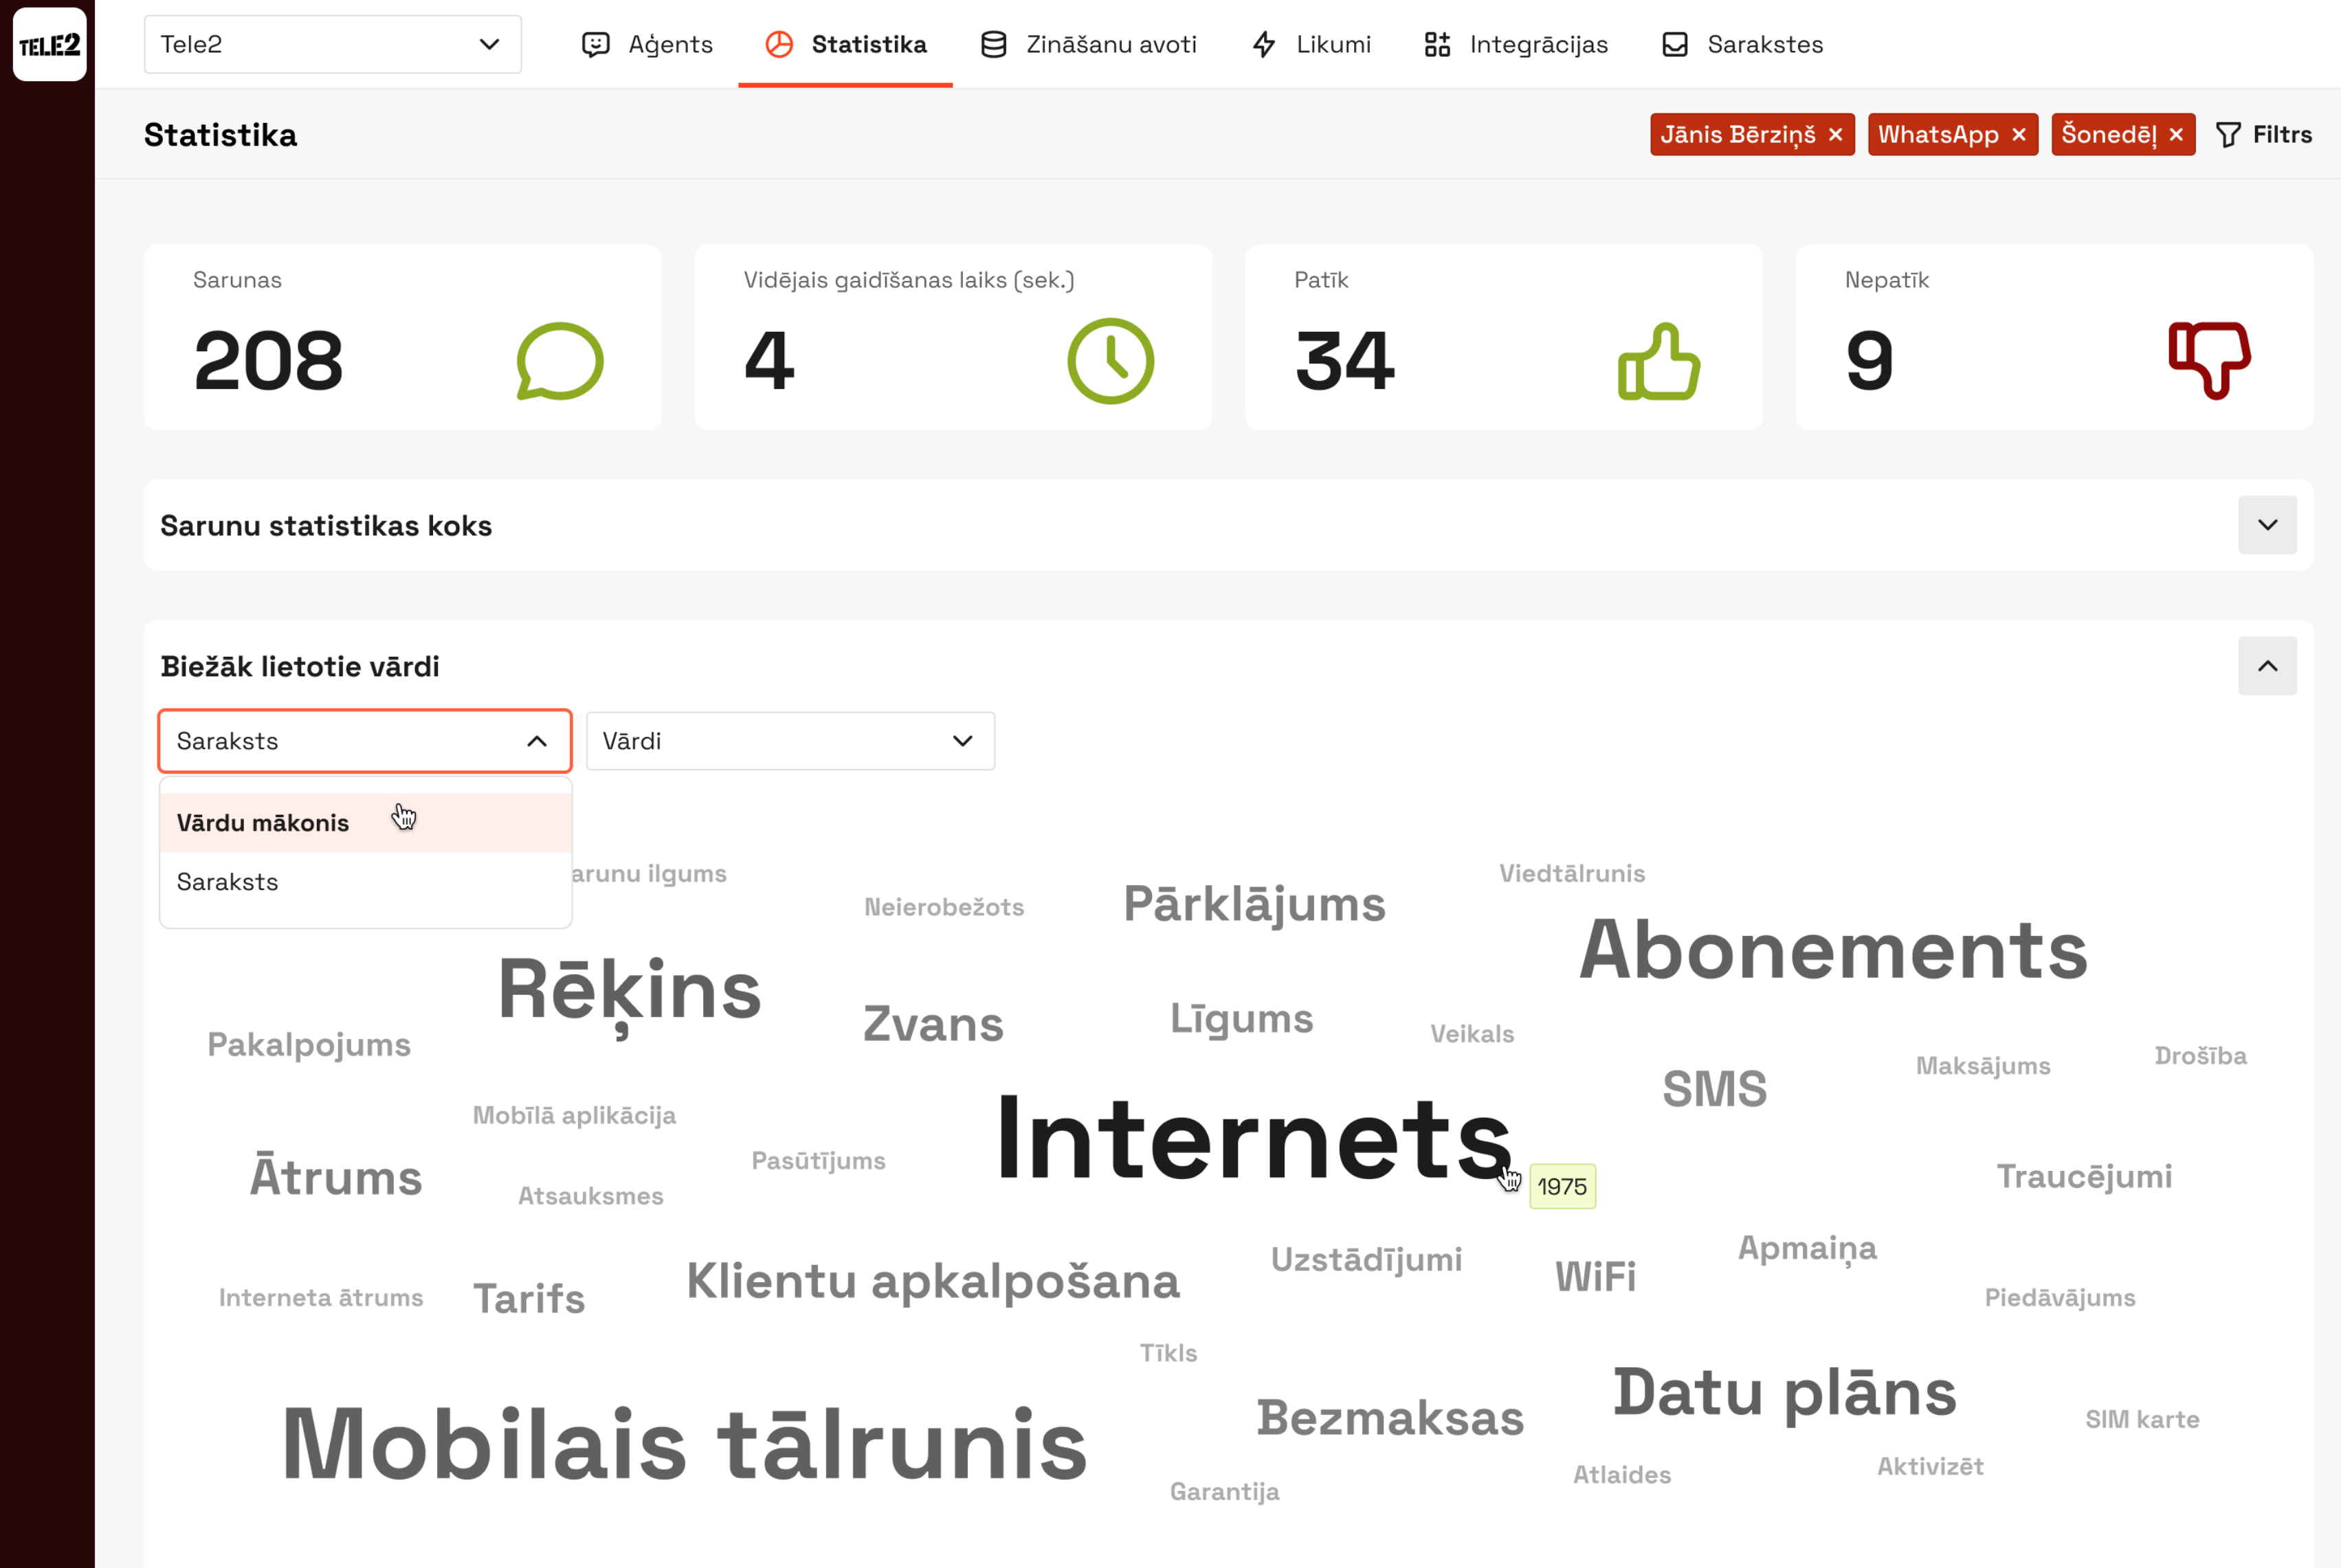 TELE2
Tele2
Aģents
Statistika
Zināšanu avoti
Likumi
Integrācijas
Sarakstes
Statistika
Jānis Bērziņš ×
WhatsApp ×
Šonedēļ ×
Filtrs
Sarunas
208
Vidējais gaidīšanas laiks (sek.)
4
Patīk
34
Nepatīk
9
Sarunu statistikas koks
Biežāk lietotie vārdi
Saraksts
Vārdi
Vārdu mākonis
Saraksts
arunu ilgums
Viedtālrunis
Neierobežots
Pārklājums
Abonements
Rēķins
Zvans
Līgums
Veikals
Pakalpojums
Drošība
Maksājums
SMS
Mobīlā aplikācija
Internets
Pasūtījums
Ātrums
Atsauksmes
1975
Traucējumi
Apmaiņa
Uzstādījumi
WiFi
Klientu apkalpošana
Interneta ātrums
Tarifs
Piedāvājums
Tīkls
Datu plāns
Bezmaksas
SIM karte
Mobilais tālrunis
Aktivizēt
Atlaides
Garantija